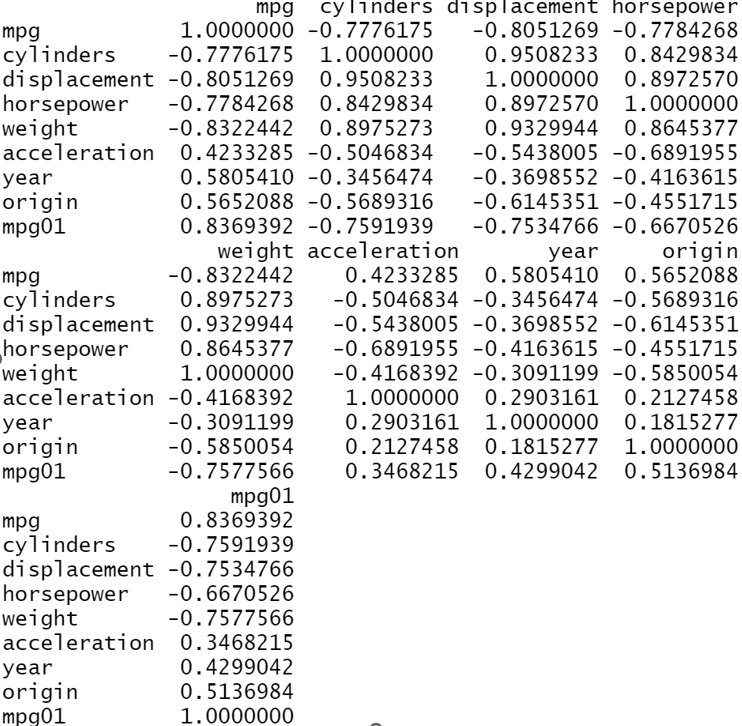 mpg cylinders displacement horsepower
mpg 1.0000000 -0.7776175 -0.8051269 -0.7784268
cylinders -0.7776175 1.0000000 0.9508233 0.8429834
displacement -0.8051269 0.9508233 1.0000000 0.8972570
horsepower -0.7784268 0.8429834 0.8972570 1.0000000
weight -0.8322442 0.8975273 0.9329944 0.8645377
acceleration 0.4233285 -0.5046834 -0.5438005 -0.6891955
year 0.5805410 -0.3456474 -0.3698552 -0.4163615
origin 0.5652088 -0.5689316 -0.6145351 -0.4551715
mpg01 0.8369392 -0.7591939 -0.7534766 -0.6670526
weight acceleration year origin
mpg -0.8322442 0.4233285 0.5805410 0.5652088
cylinders 0.8975273 -0.5046834 -0.3456474 -0.5689316
displacement 0.9329944 -0.5438005 -0.3698552 -0.6145351
horsepower 0.8645377 -0.6891955 -0.4163615 -0.4551715
weight 1.0000000 -0.4168392 -0.3091199 -0.5850054
acceleration -0.4168392 1.0000000 0.2903161 0.2127458
year -0.3091199 0.2903161 1.0000000 0.1815277
origin -0.5850054 0.2127458 0.1815277 1.0000000
mpg01 -0.7577566 0.3468215 0.4299042 0.5136984
mpg01
mpg 0.8369392
cylinders -0.7591939
displacement -0.7534766
horsepower -0.6670526
weight -0.7577566
acceleration 0.3468215
year 0.4299042
origin 0.5136984
mpg01 1.0000000